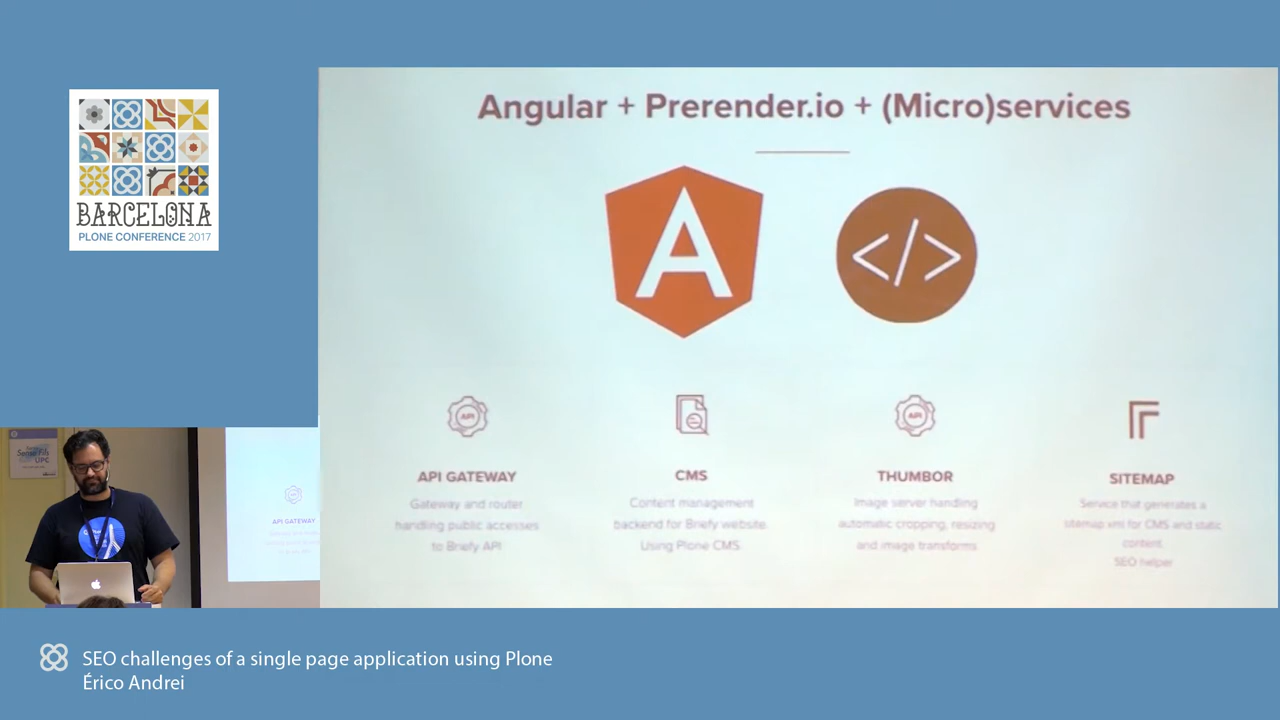 Angular + Prerender.io + (Micro)services
API
API
API GATEWAY
Gateway and router
handling public accesses
to Briefy API
CMS
Content management
backend for Briefy website
Using Plone CMS
THUMBOR
Image server handling
automatic cropping, resizing
and image transforms
SITEMAP
Service that generates a
sitemap.xml for CMS and static
content
SEO helper
BARCELONA
PLONE CONFERENCE 2017
UPC
API GATEWAY
SEO challenges of a single page application using Plone
Érico Andrei